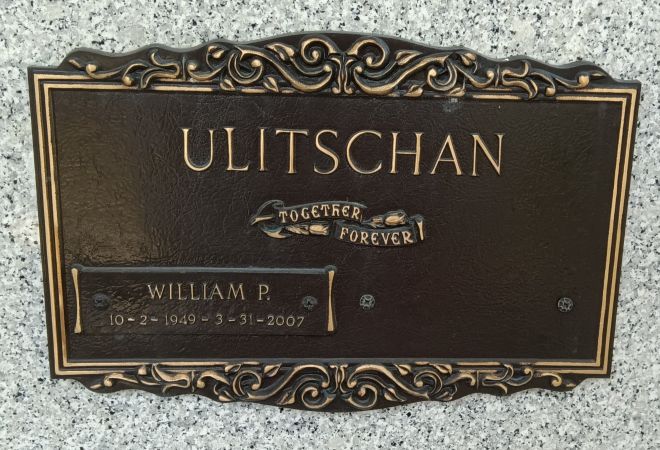 ULITSCHAN
TOGETHER
FOREVER
WILLIAM P.
10-2-1949-3-31-2007